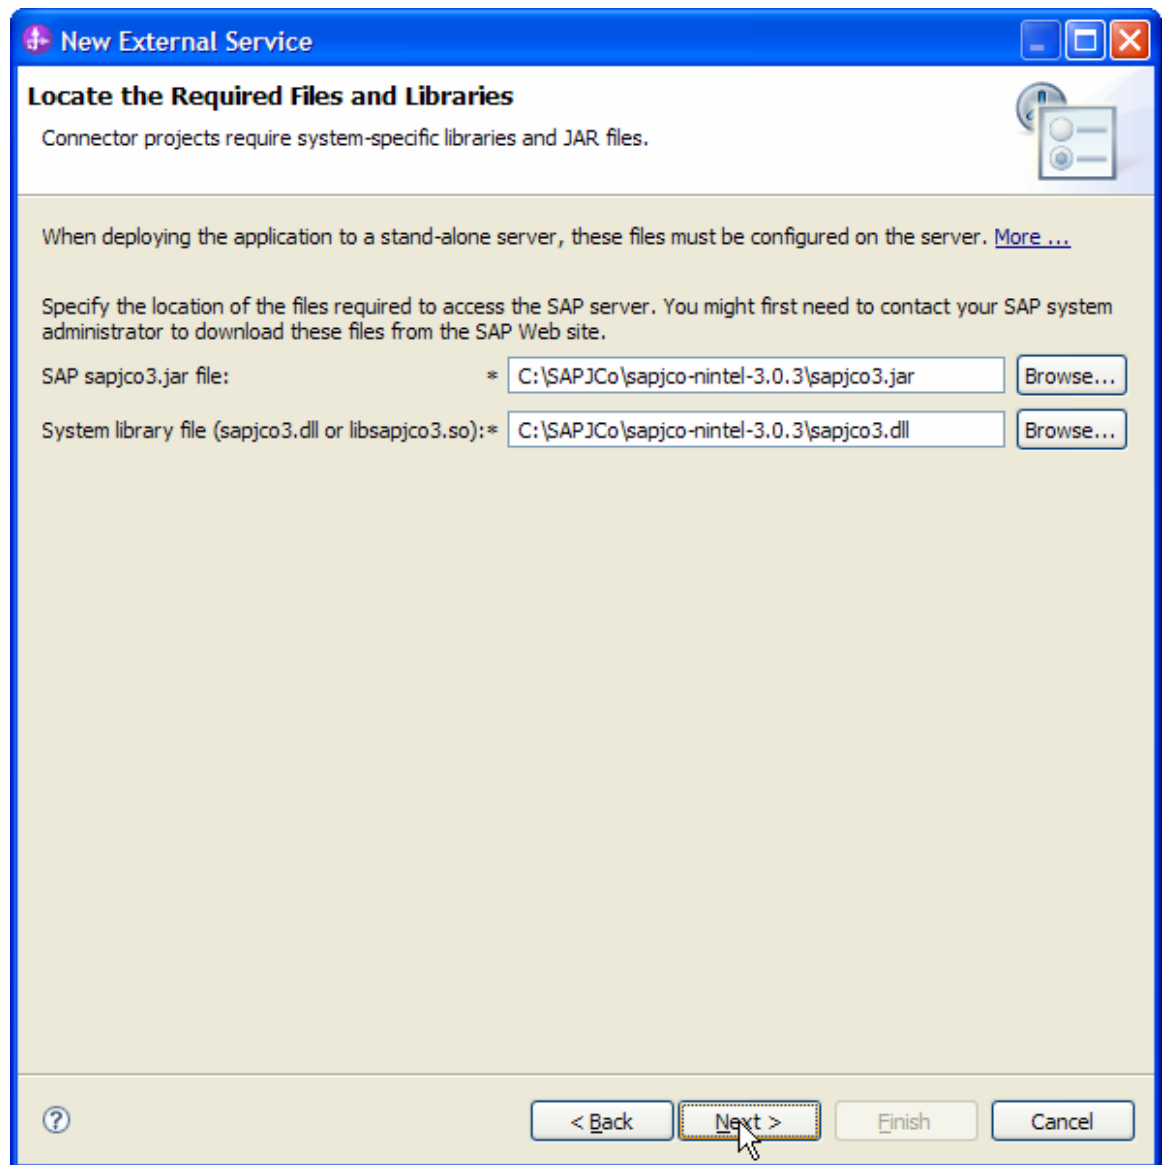 New External Service
Locate the Required Files and Libraries
Connector projects require system-specific libraries and JAR files.
When deploying the application to a stand-alone server, these files must be configured on the server. More ...
Specify the location of the files required to access the SAP server. You might first need to contact your SAP system
administrator to download these files from the SAP Web site.
SAP sapjco3.jar file: * C:\SAPJCo\sapjco-nintel-3.0.3\sapjco3.jar Browse...
System library file (sapjco3.dll or libsapjco3.so):* C:\SAPJCo\sapjco-nintel-3.0.3\sapjco3.dll Browse...
? < Back Next > Finish Cancel